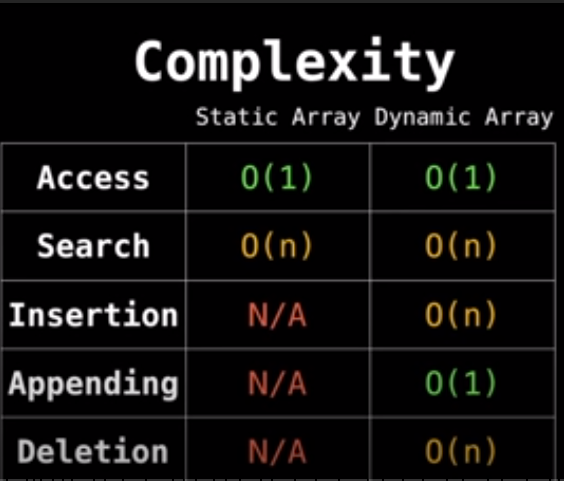 Complexity
Static Array Dynamic Array
Access O(1) O(1)
Search O(n) O(n)
Insertion N/A O(n)
Appending N/A O(1)
Deletion N/A O(n)